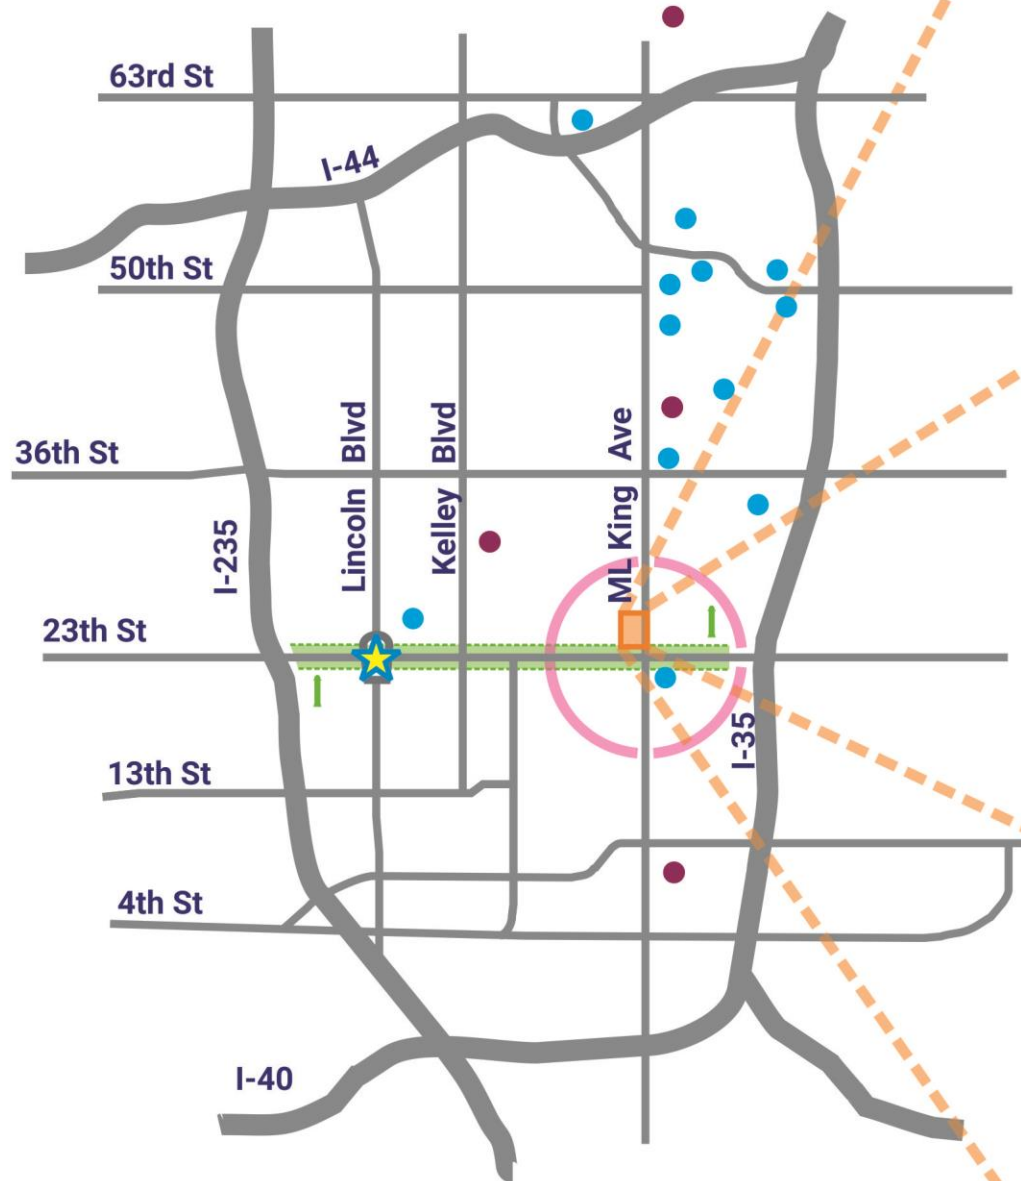 63rd St
I-44
50th St
Lincoln Blvd
Kelley Blvd
ML King Ave
36th St
I-235
23th St
I-35
13th St
4th St
I-40